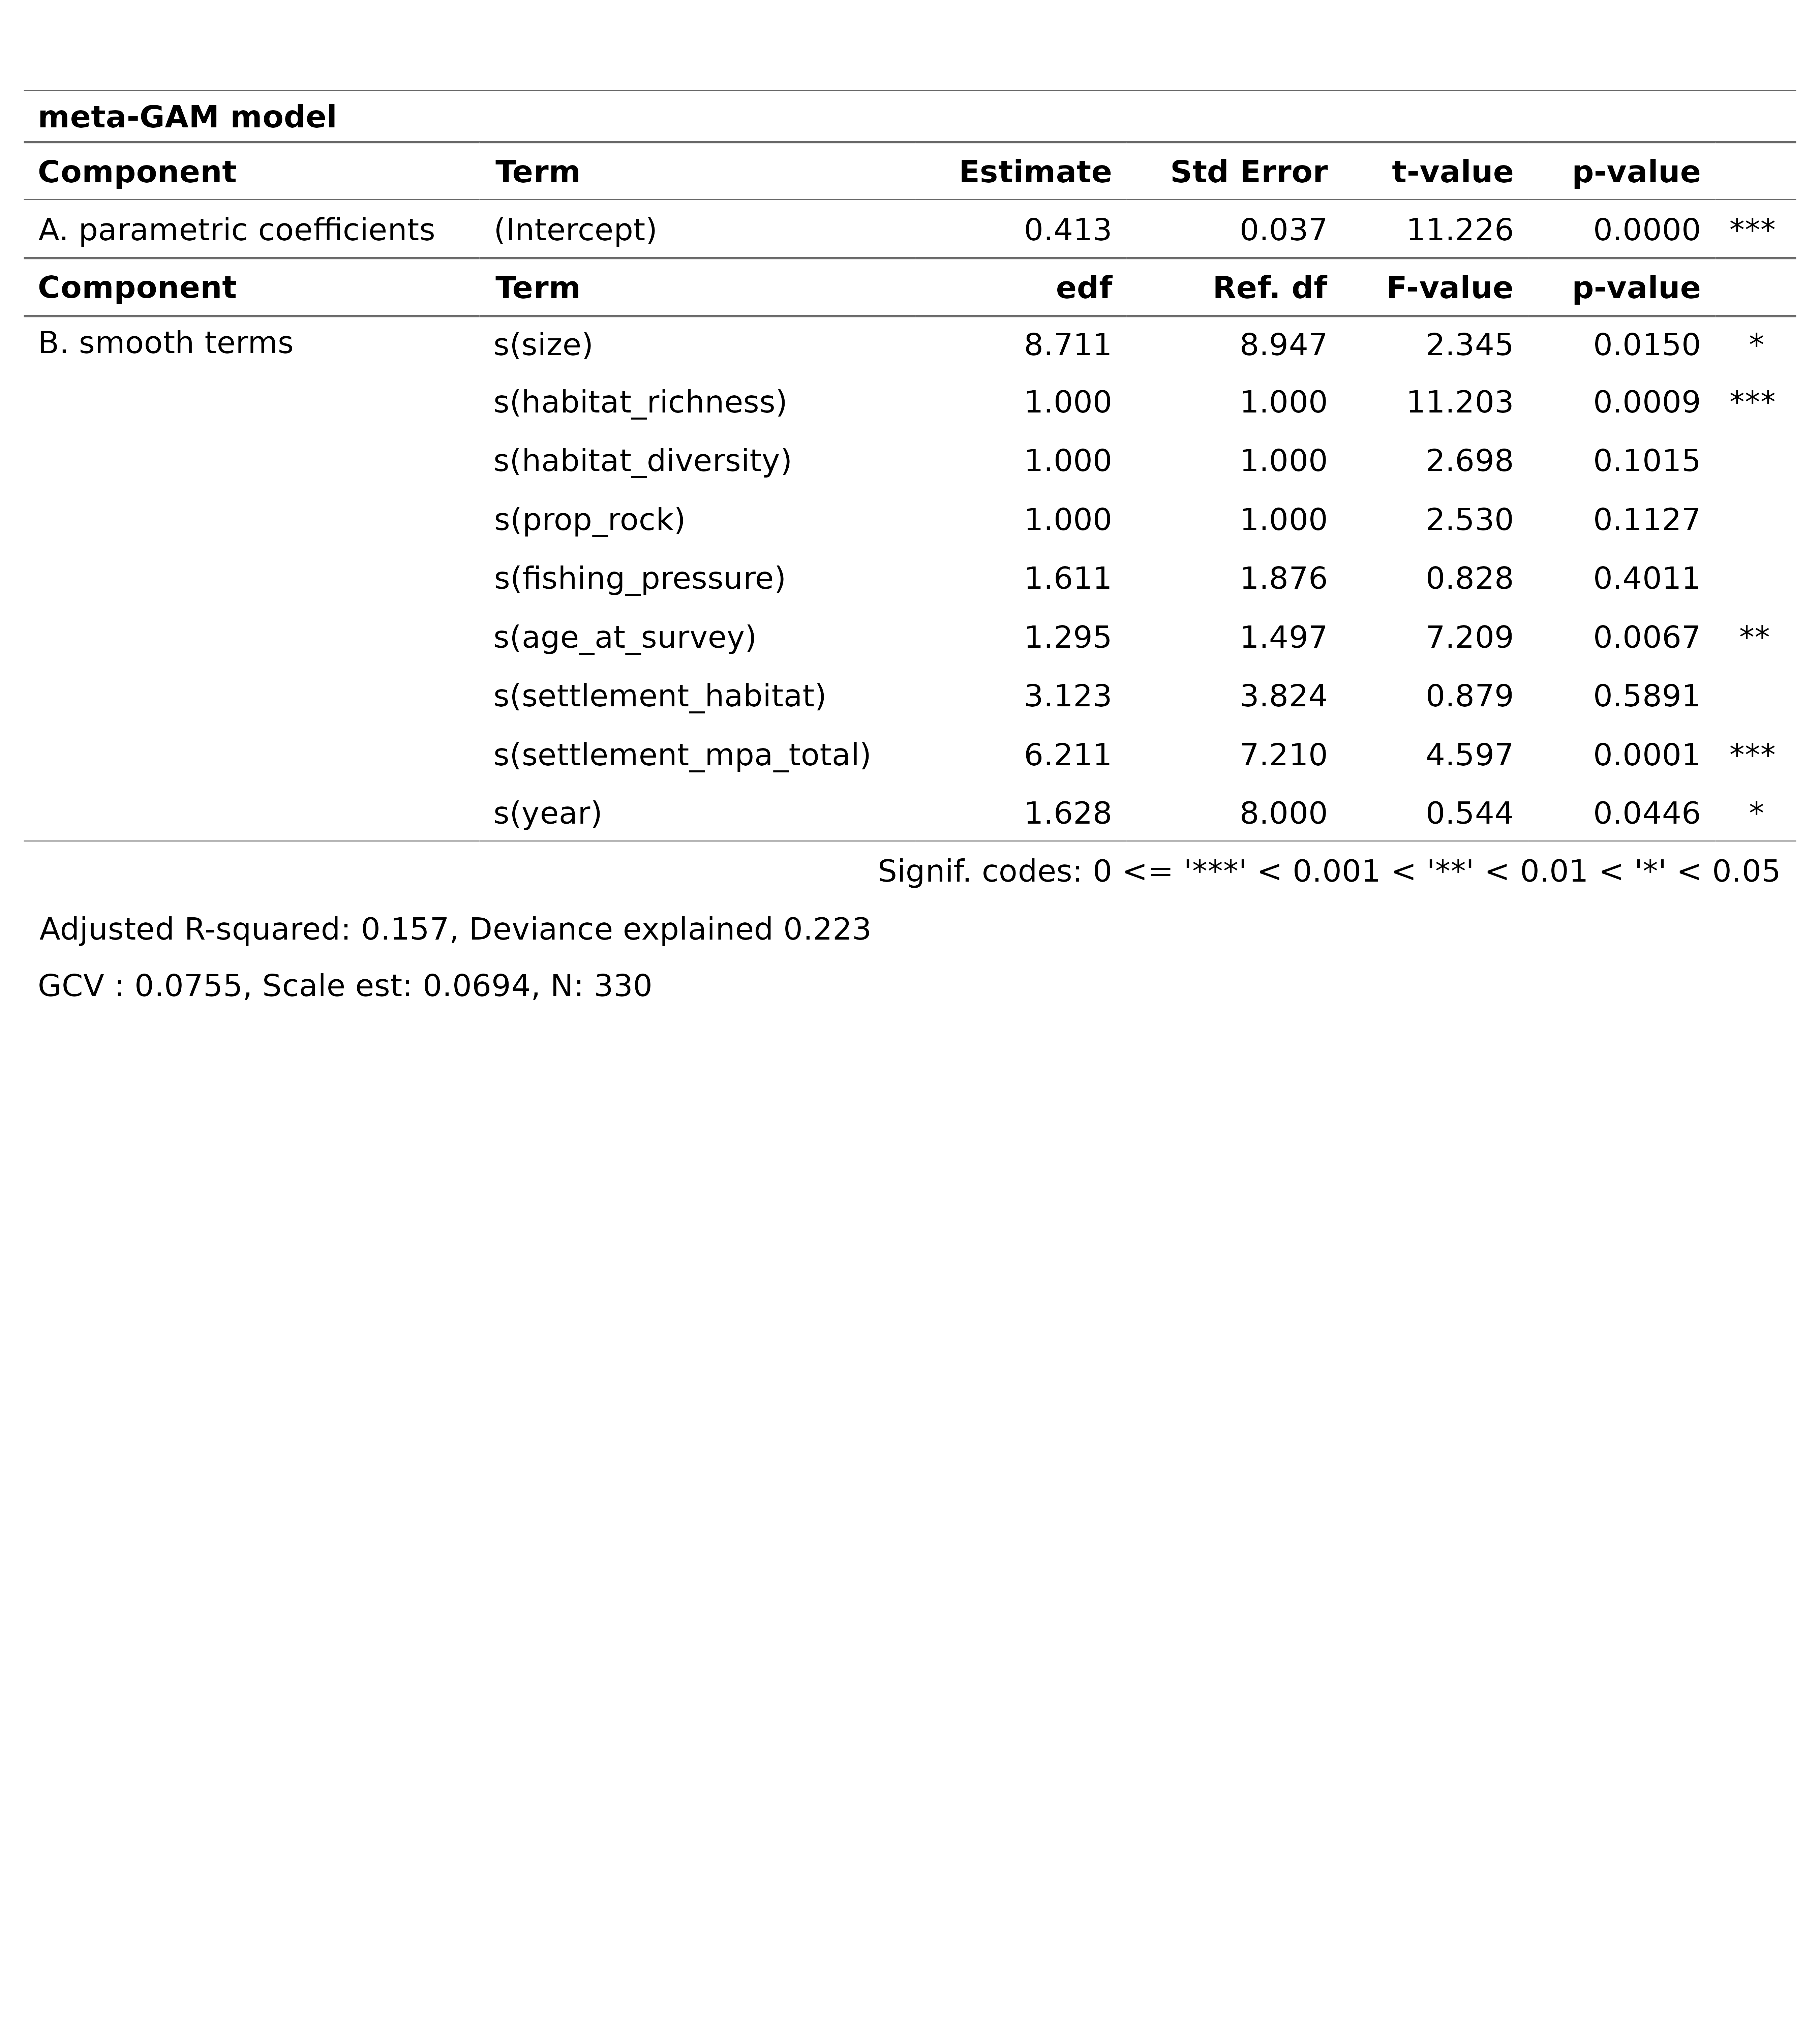 meta-GAM model
Component Term Estimate Std Error t-value p-value
A. parametric coefficients (Intercept) 0.413 0.037 11.226 0.0000 ***
Component Term edf Ref. df F-value p-value
B. smooth terms s(size) 8.711 8.947 2.345 0.0150 *
s(habitat_richness) 1.000 1.000 11.203 0.0009 ***
s(habitat_diversity) 1.000 1.000 2.698 0.1015
s(prop_rock) 1.000 1.000 2.530 0.1127
s(fishing_pressure) 1.611 1.876 0.828 0.4011
s(age_at_survey) 1.295 1.497 7.209 0.0067 **
s(settlement_habitat) 3.123 3.824 0.879 0.5891
s(settlement_mpa_total) 6.211 7.210 4.597 0.0001 ***
s(year) 1.628 8.000 0.544 0.0446 *
Signif. codes: 0 <= '***' < 0.001 < '**' < 0.01 < '*' < 0.05
Adjusted R-squared: 0.157, Deviance explained 0.223
GCV : 0.0755, Scale est: 0.0694, N: 330